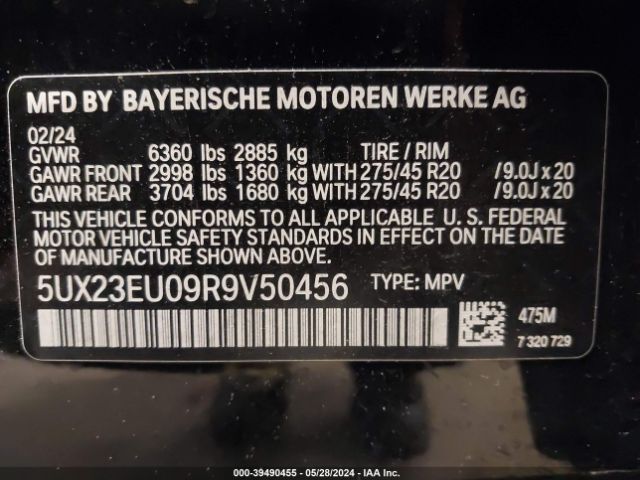 MFD BY BAYERISCHE MOTOREN WERKE AG
02/24
GVWR 6360 lbs 2885 kg TIRE / RIM
GAWR FRONT 2998 lbs 1360 kg WITH 275/45 R20 / 9.0J x 20
GAWR REAR 3704 lbs 1680 kg WITH 275/45 R20 / 9.0J x 20
THIS VEHICLE CONFORMS TO ALL APPLICABLE U. S. FEDERAL
MOTOR VEHICLE SAFETY STANDARDS IN EFFECT ON THE DATE
OF MANUFACTURE SHOWN ABOVE.
5UX23EU09R9V50456 TYPE: MPV
475M
7 320 729
000-39490455 - 05/28/2024 - IAA Inc.